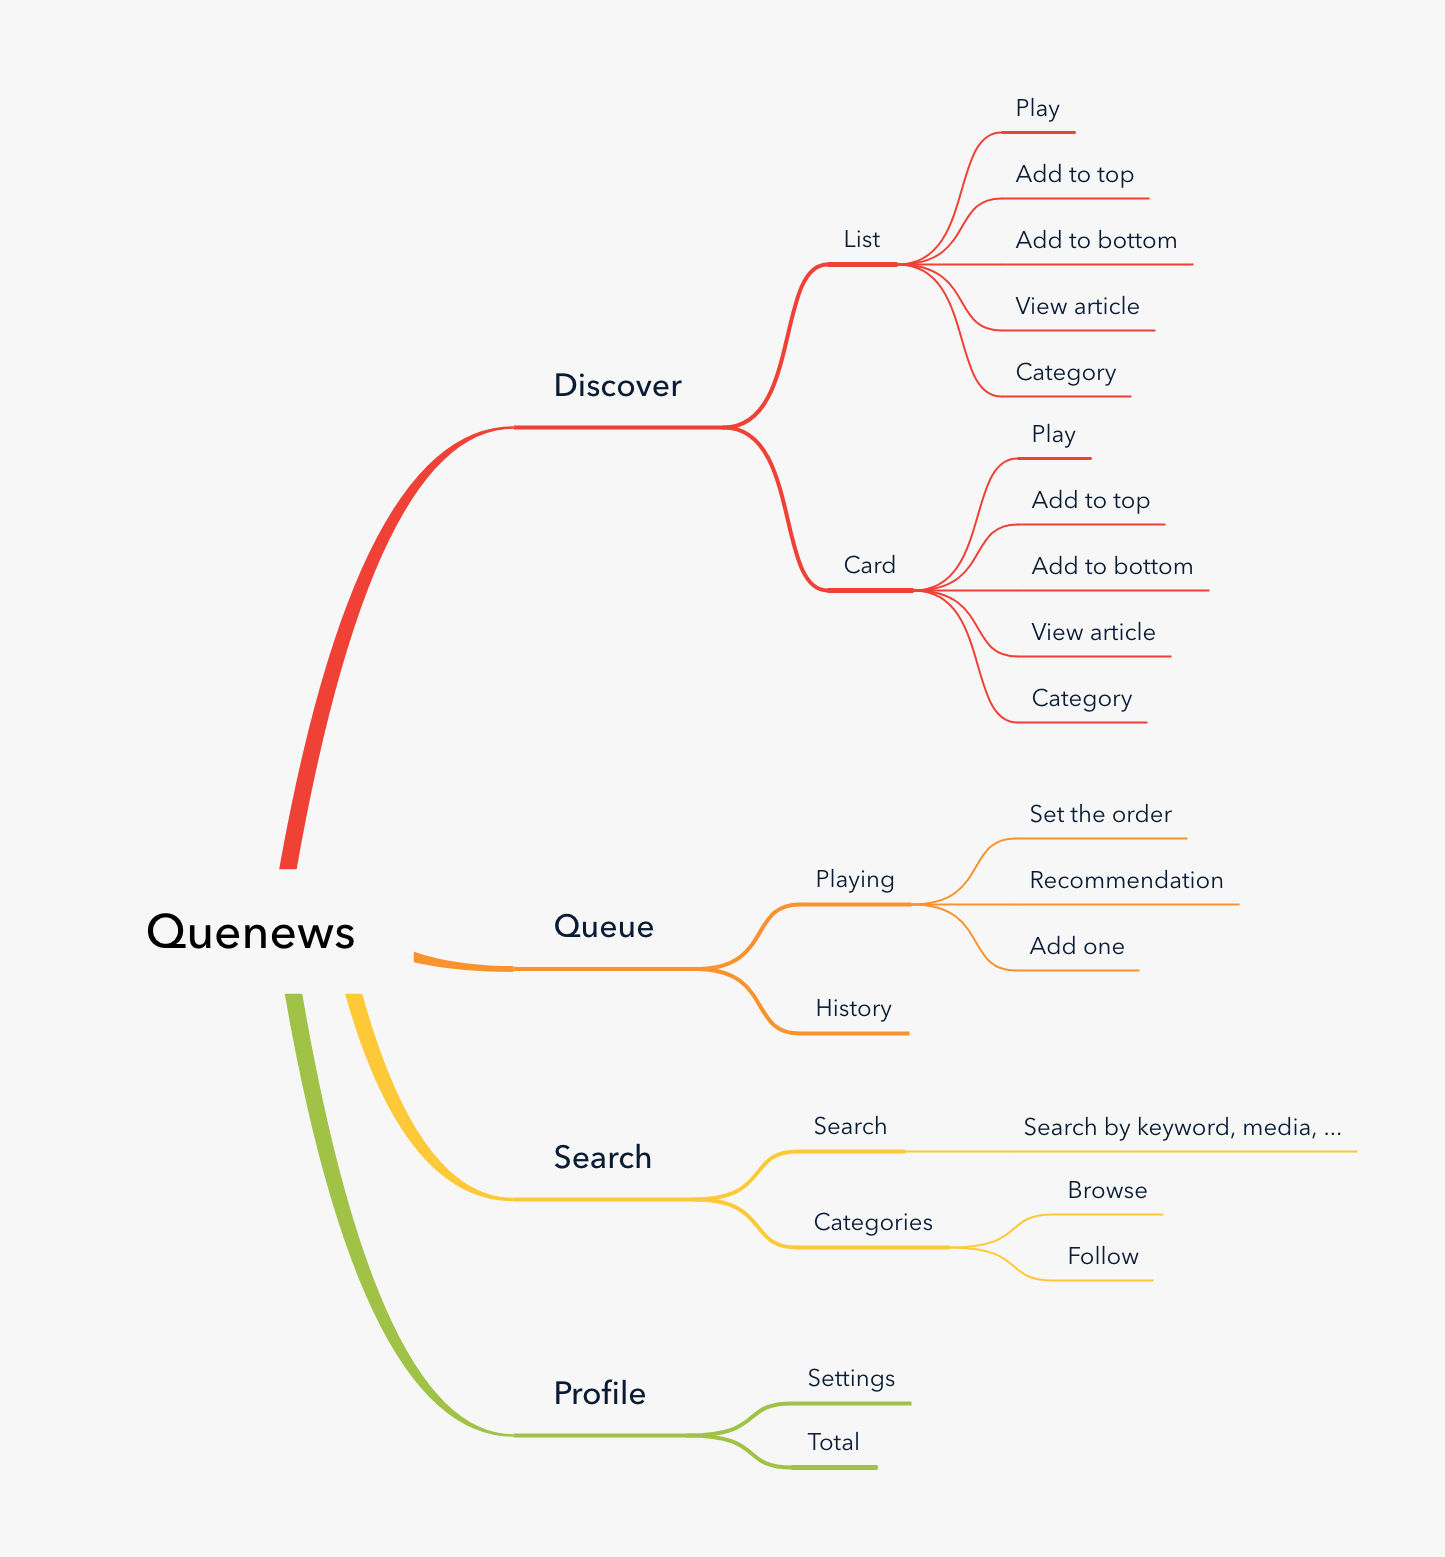 Quenews
Discover
List
Play
Add to top
Add to bottom
View article
Category
Card
Play
Add to top
Add to bottom
View article
Category
Queue
Playing
Set the order
Recommendation
Add one
History
Search
Search
Search by keyword, media, ...
Categories
Browse
Follow
Profile
Settings
Total